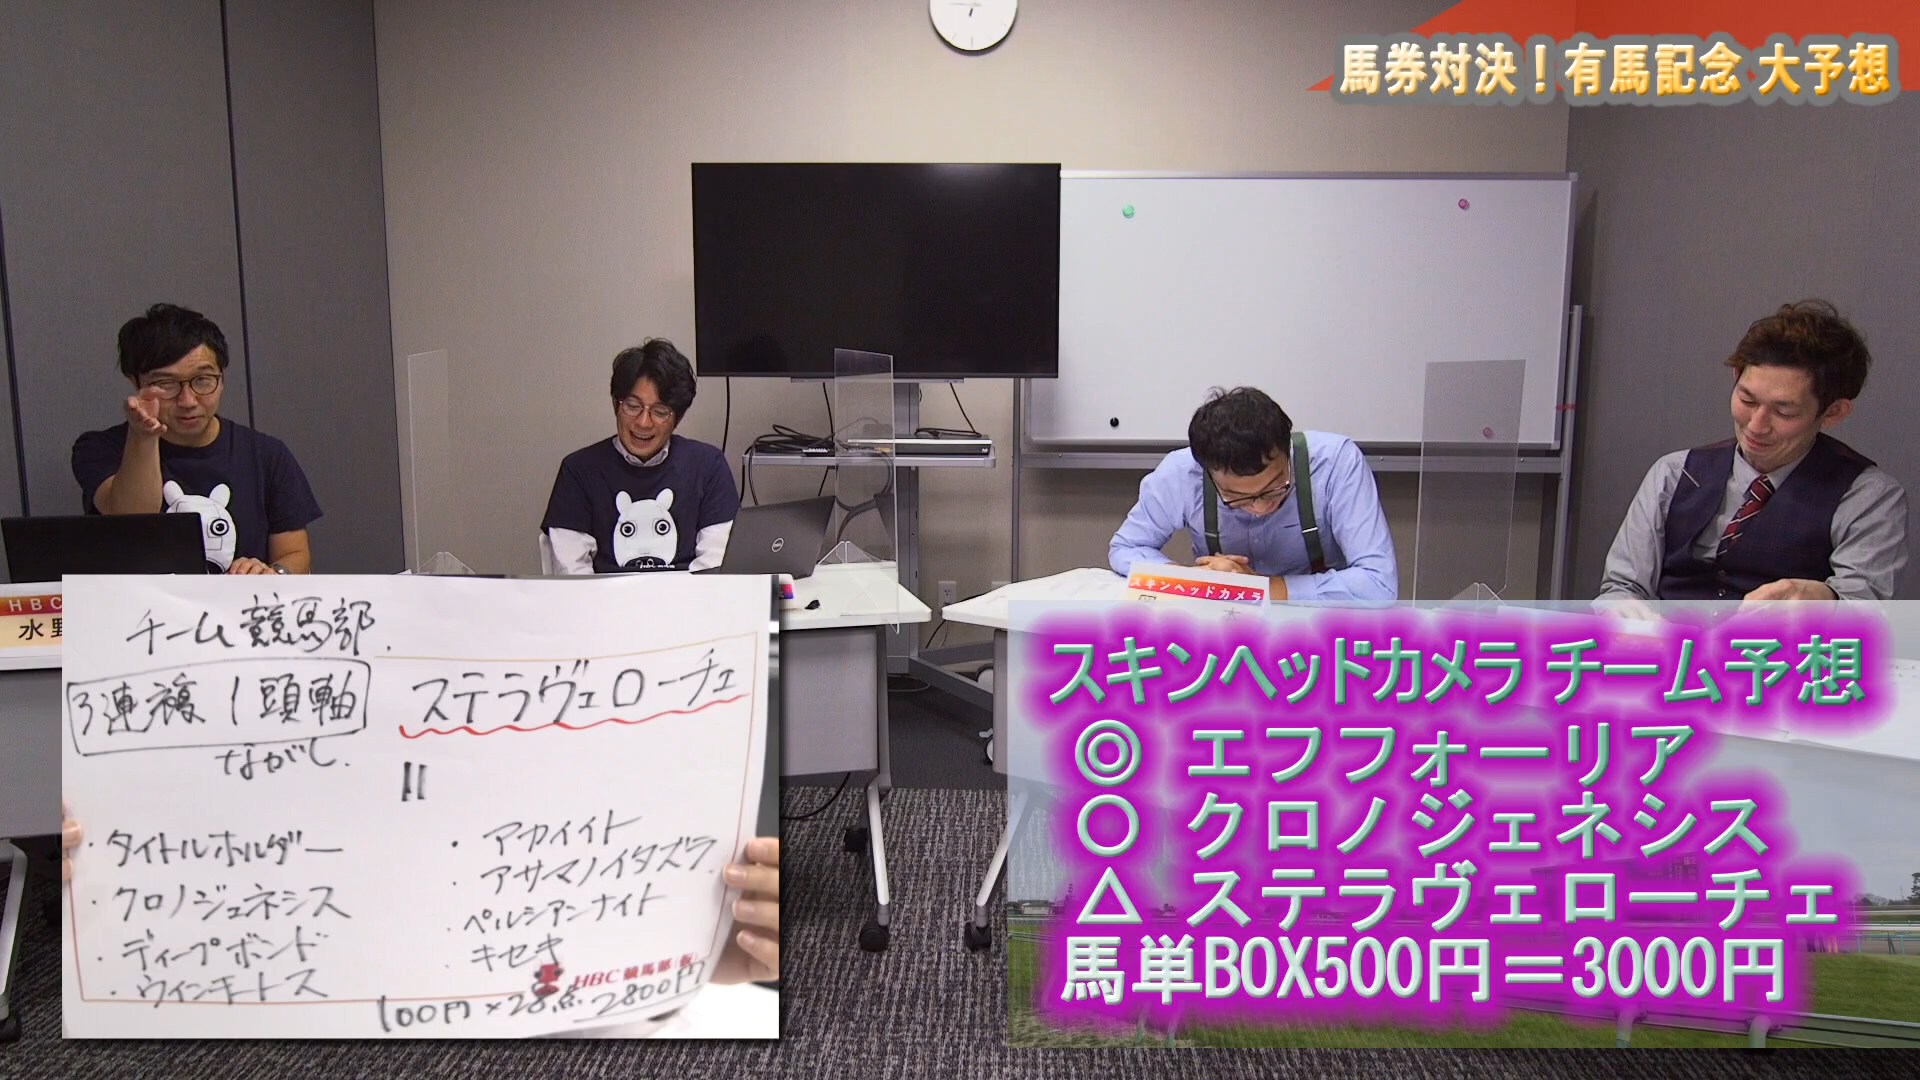 馬券対決！有馬記念 大予想
HBC
水野
スキンヘッドカメラ
チーム競馬部.
3連複 1頭軸
ながし.
ステラヴェローチェ
=
・タイトルホルダー
・クロノジェネシス
・ディープボンド
・ウインキートス
・アカイイト
・アサマノイタズラ
・ペルシアンナイト
・キセキ
HBC 競馬部(仮)
100円×28点 2800円
スキンヘッドカメラ チーム予想
◎ エフフォーリア
○ クロノジェネシス
△ ステラヴェローチェ
馬単BOX500円＝3000円